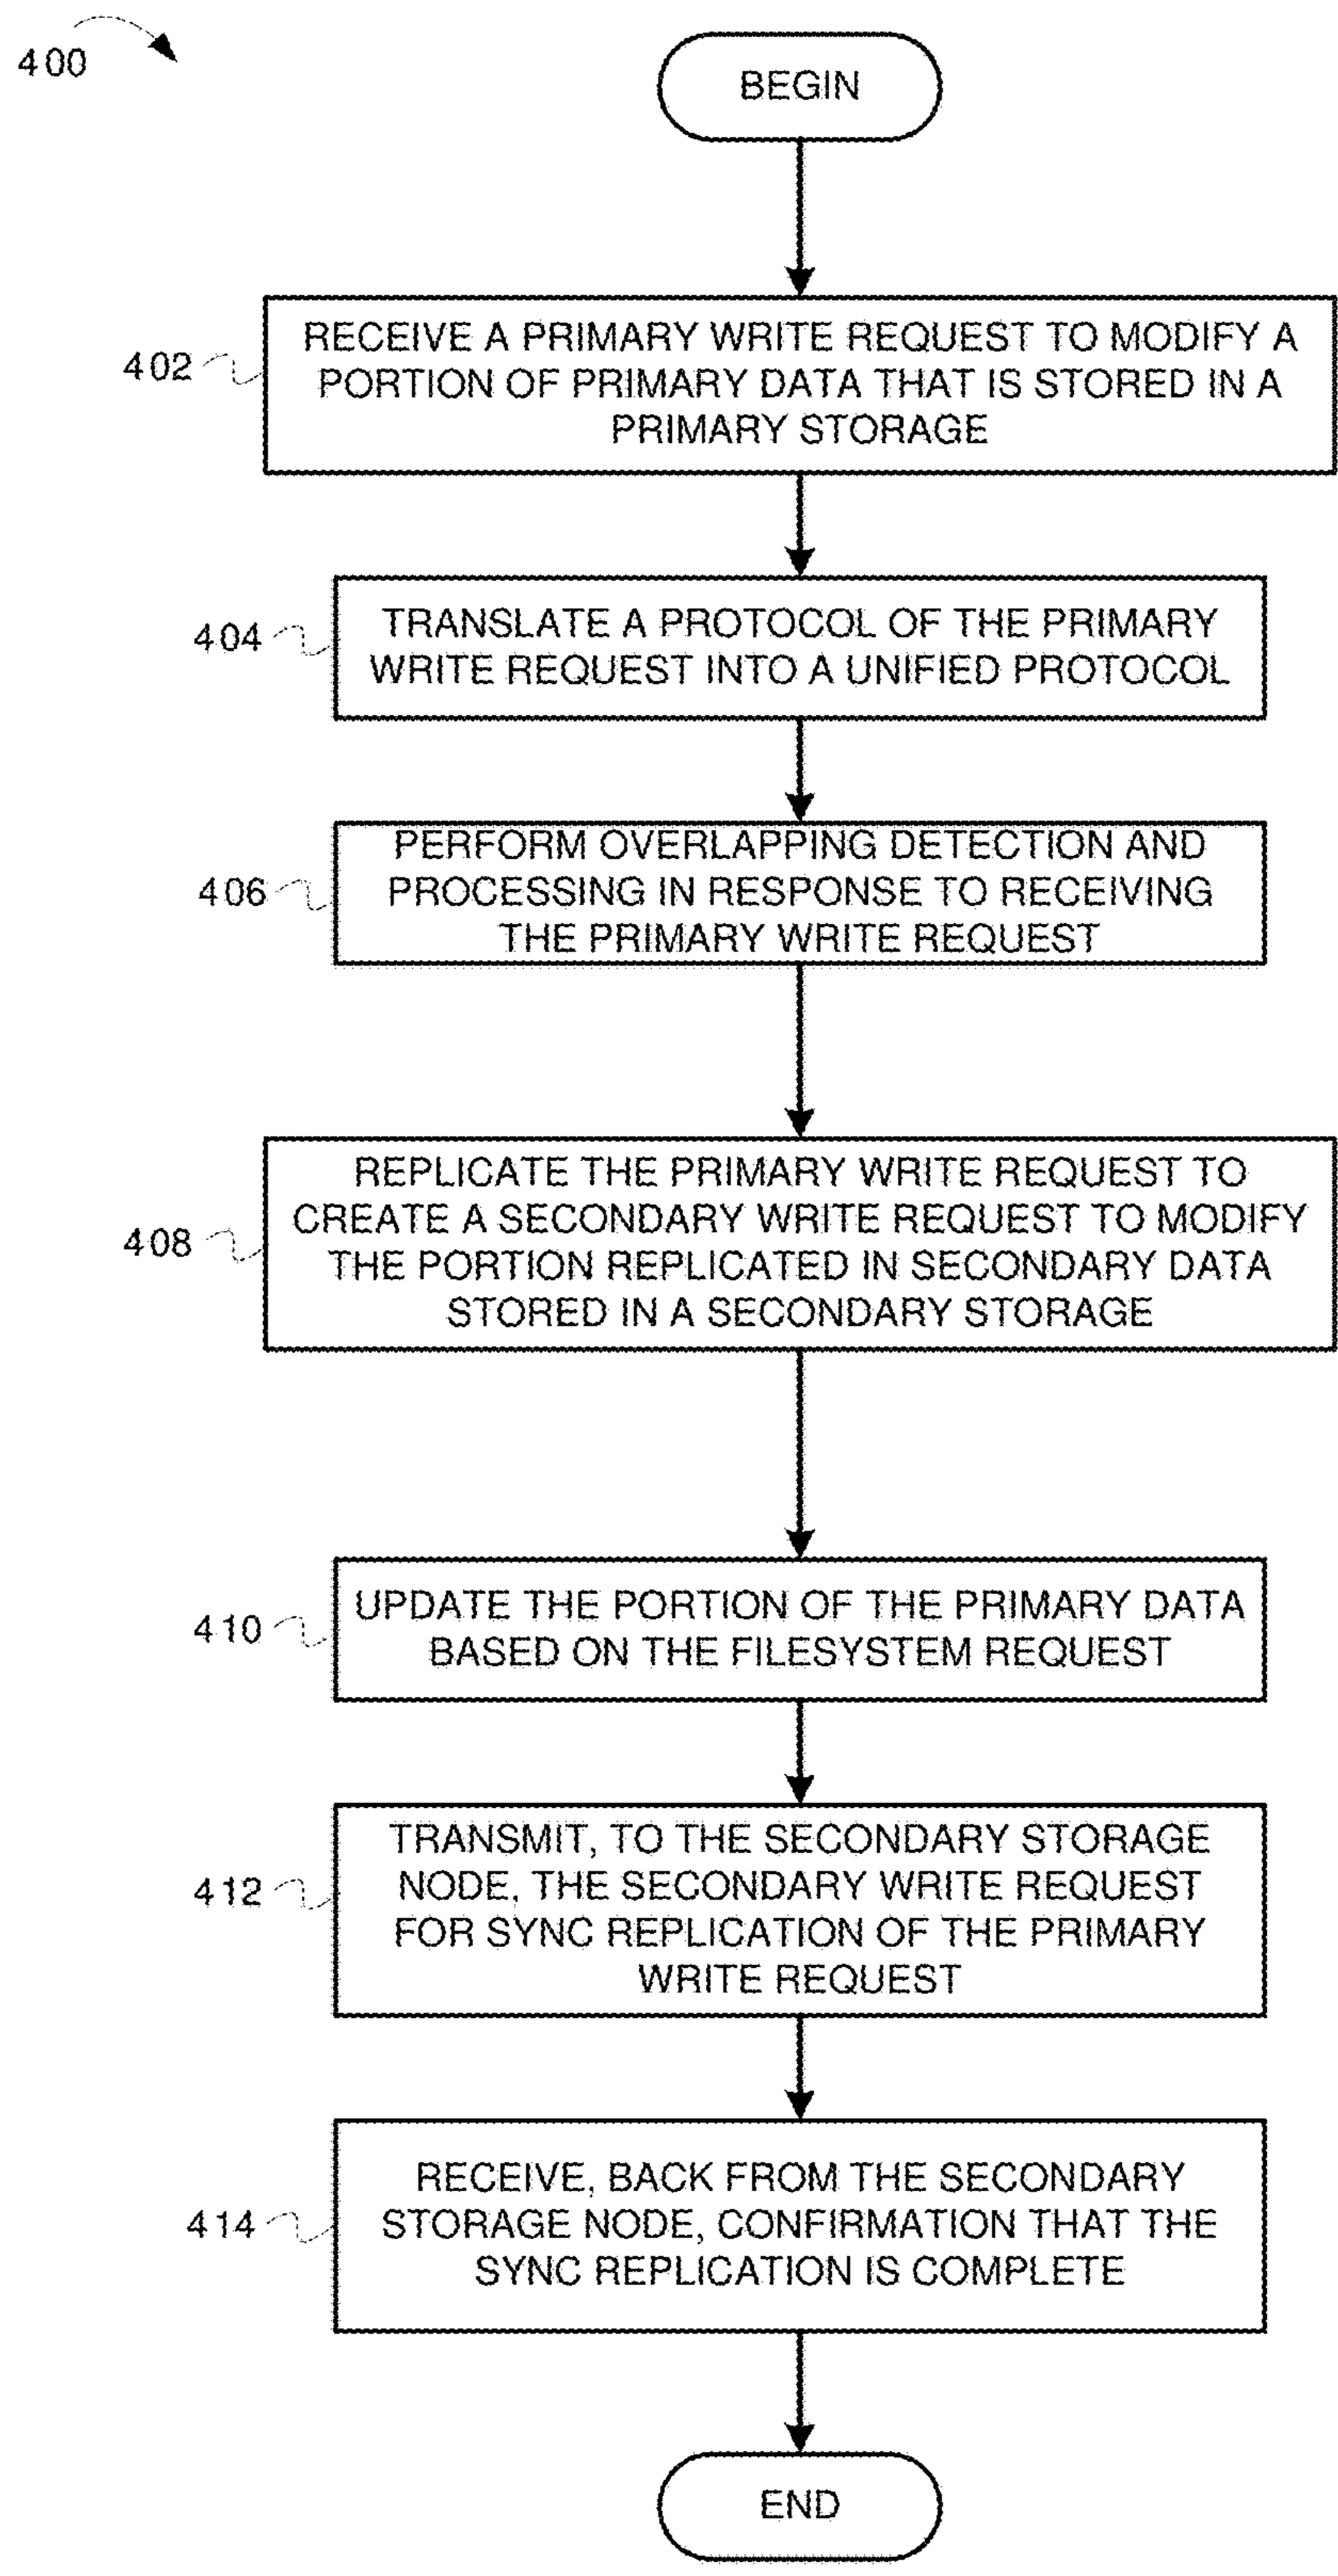 400
BEGIN
402
RECEIVE A PRIMARY WRITE REQUEST TO MODIFY A
PORTION OF PRIMARY DATA THAT IS STORED IN A
PRIMARY STORAGE
404
TRANSLATE A PROTOCOL OF THE PRIMARY
WRITE REQUEST INTO A UNIFIED PROTOCOL
406
PERFORM OVERLAPPING DETECTION AND
PROCESSING IN RESPONSE TO RECEIVING
THE PRIMARY WRITE REQUEST
408
REPLICATE THE PRIMARY WRITE REQUEST TO
CREATE A SECONDARY WRITE REQUEST TO MODIFY
THE PORTION REPLICATED IN SECONDARY DATA
STORED IN A SECONDARY STORAGE
410
UPDATE THE PORTION OF THE PRIMARY DATA
BASED ON THE FILESYSTEM REQUEST
412
TRANSMIT, TO THE SECONDARY STORAGE
NODE, THE SECONDARY WRITE REQUEST
FOR SYNC REPLICATION OF THE PRIMARY
WRITE REQUEST
414
RECEIVE, BACK FROM THE SECONDARY
STORAGE NODE, CONFIRMATION THAT THE
SYNC REPLICATION IS COMPLETE
END